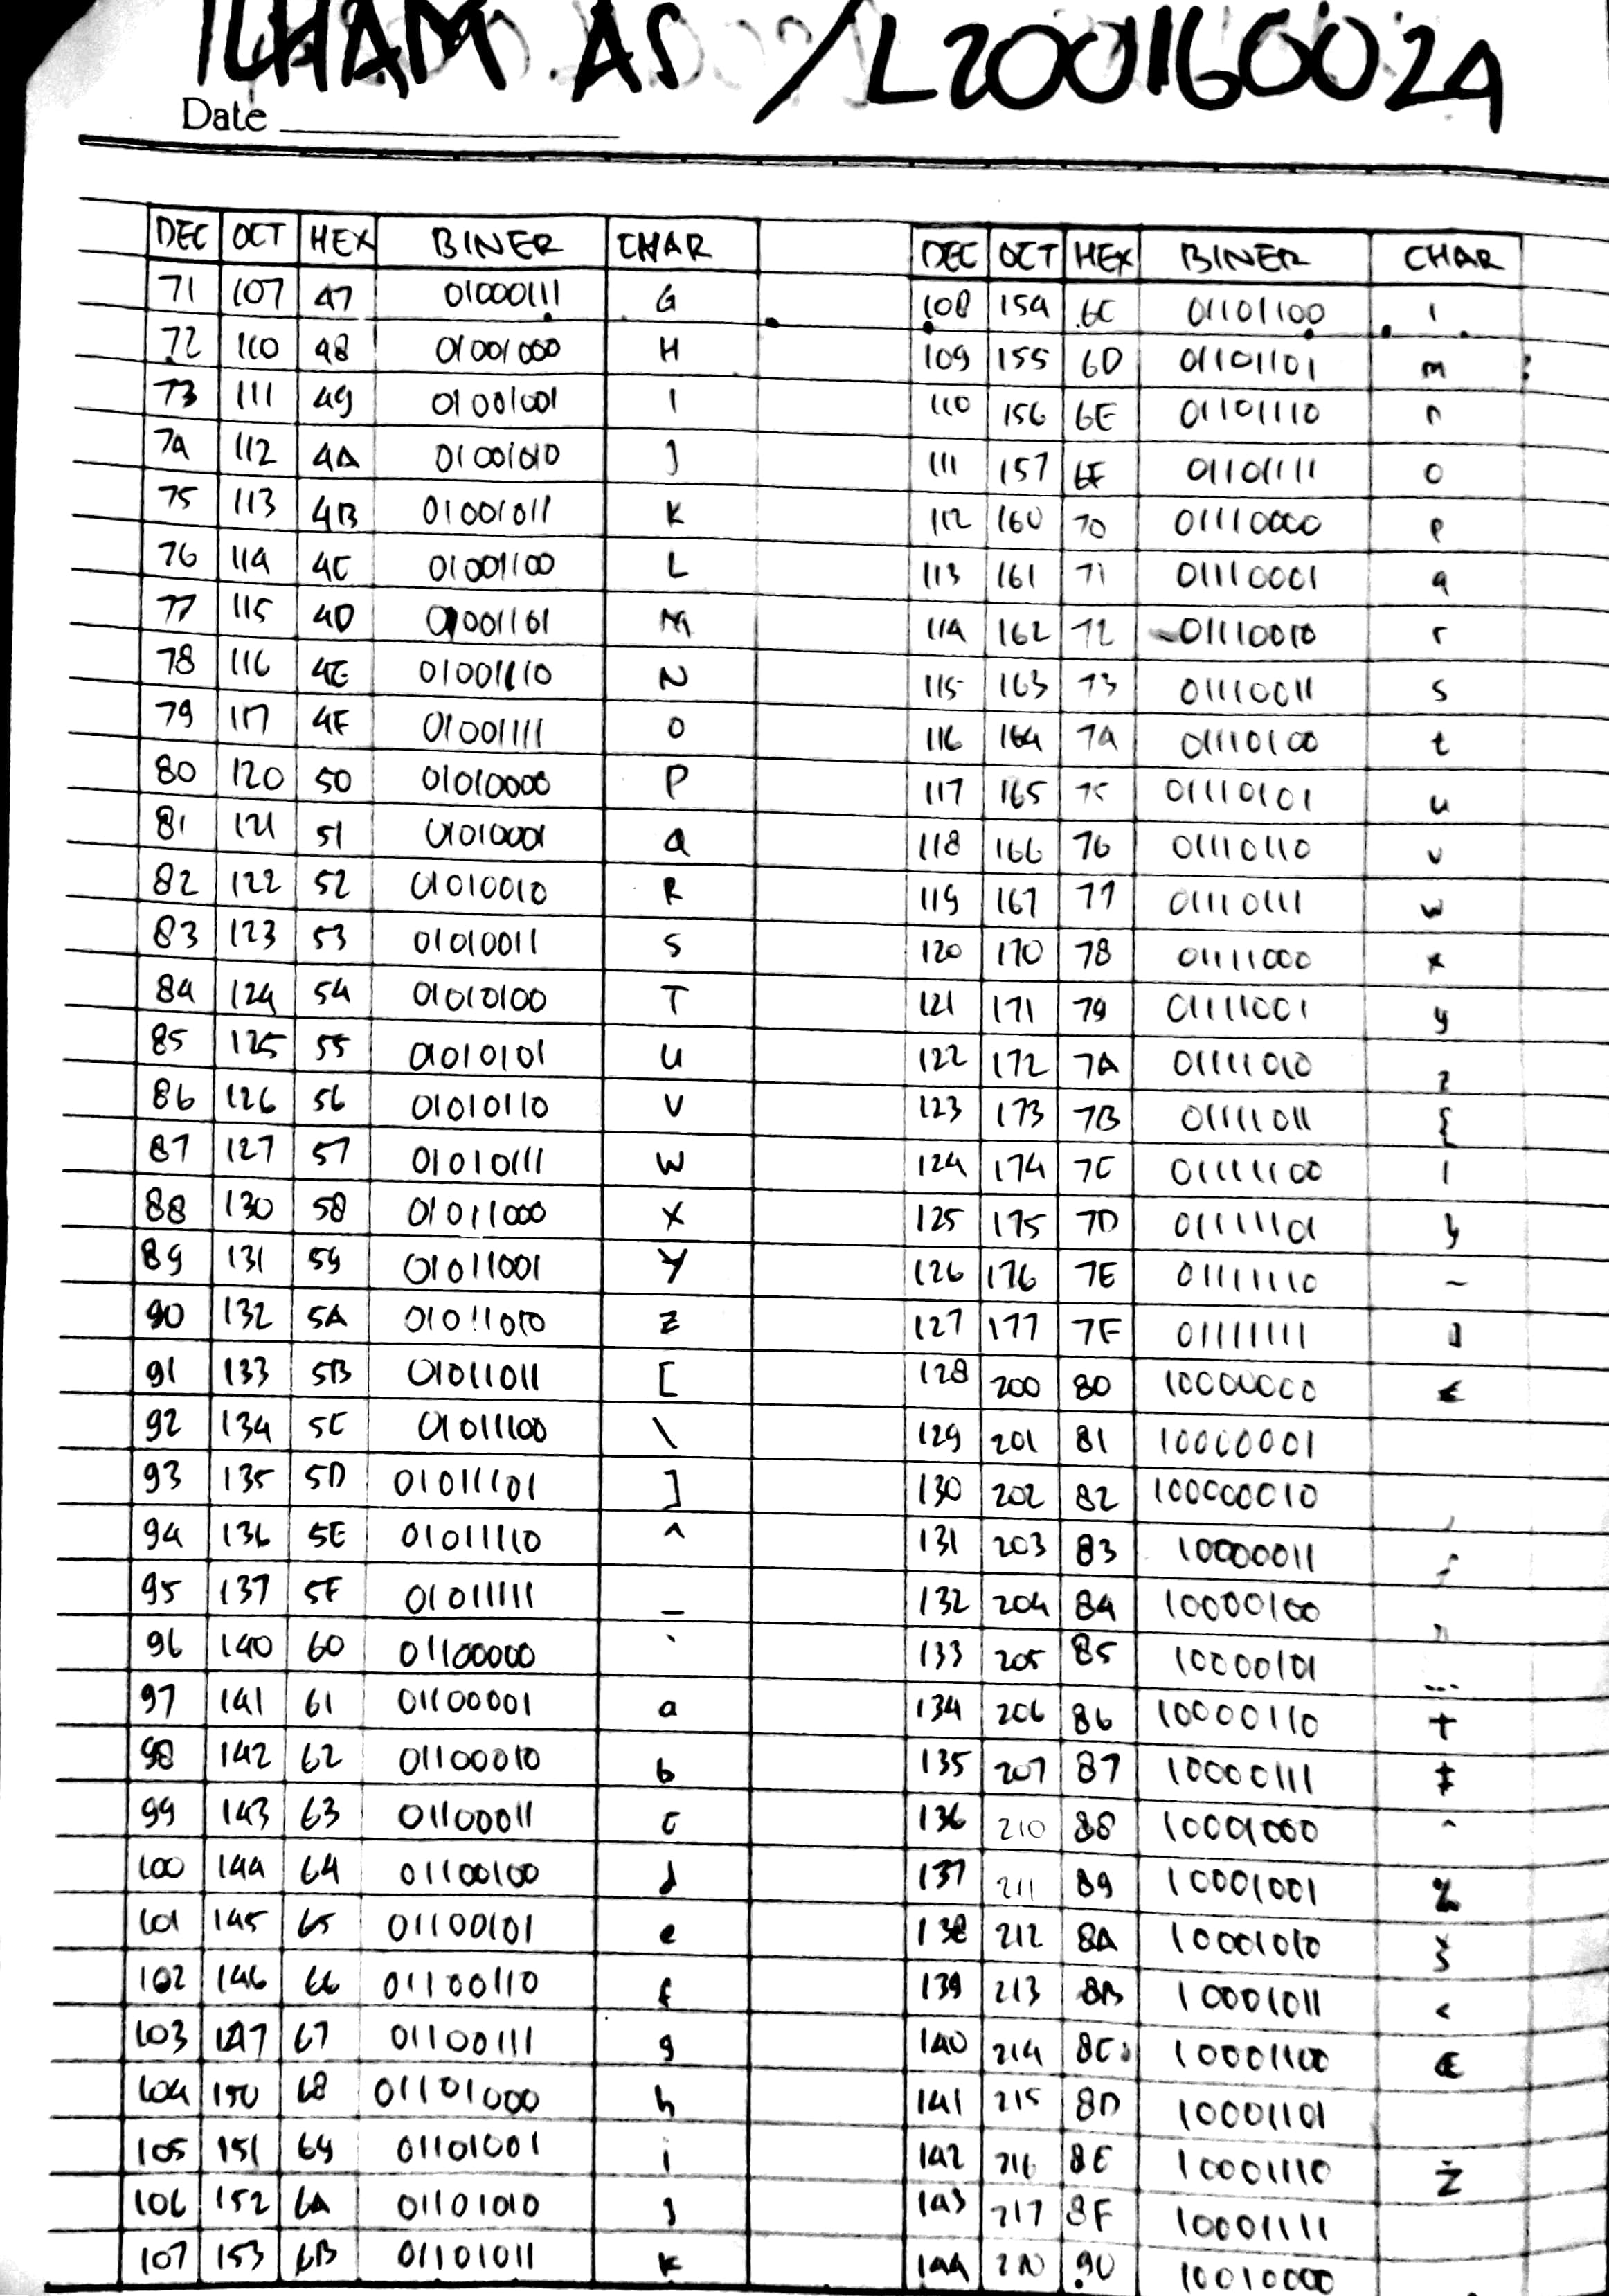 ILHAM AS /L200160024
Date
DEC OCT HEX BINER CHAR DEC OCT HEX BINER CHAR
71 107 47 01000111 G 108 154 6C 01101100 l
72 110 48 01001000 H 109 155 6D 01101101 m
73 111 49 01001001 I 110 156 6E 01101110 n
74 112 4A 01001010 J 111 157 6F 01101111 o
75 113 4B 01001011 K 112 160 70 01110000 p
76 114 4C 01001100 L 113 161 71 01110001 q
77 115 4D 01001101 M 114 162 72 01110010 r
78 116 4E 01001110 N 115 163 73 01110011 s
79 117 4F 01001111 O 116 164 74 01110100 t
80 120 50 01010000 P 117 165 75 01110101 u
81 121 51 01010001 Q 118 166 76 01110110 v
82 122 52 01010010 R 119 167 77 01110111 w
83 123 53 01010011 S 120 170 78 01111000 x
84 124 54 01010100 T 121 171 79 01111001 y
85 125 55 01010101 U 122 172 7A 01111010 z
86 126 56 01010110 V 123 173 7B 01111011 {
87 127 57 01010111 W 124 174 7C 01111100 |
88 130 58 01011000 X 125 175 7D 01111101 }
89 131 59 01011001 Y 126 176 7E 01111110 ~
90 132 5A 01011010 Z 127 177 7F 01111111
91 133 5B 01011011 [ 128 200 80 10000000 €
92 134 5C 01011100 \ 129 201 81 10000001
93 135 5D 01011101 ] 130 202 82 100000010
94 136 5E 01011110 ^ 131 203 83 10000011
95 137 5F 01011111 _ 132 204 84 10000100 „
96 140 60 01100000 ` 133 205 85 10000101 ...
97 141 61 01100001 a 134 206 86 10000110 †
98 142 62 01100010 b 135 207 87 10000111 ‡
99 143 63 01100011 c 136 210 88 10001000 ^
100 144 64 01100100 d 137 211 89 10001001
101 145 65 01100101 e 138 212 8A 10001010 Š
102 146 66 01100110 f 139 213 8B 10001011 <
103 147 67 01100111 g 140 214 8C 10001100 Œ
104 150 68 01101000 h 141 215 8D 10001101
105 151 69 01101001 i 142 216 8E 10001110 Ž
106 152 6A 01101010 j 143 217 8F 10001111
107 153 6B 01101011 k 144 220 90 10010000